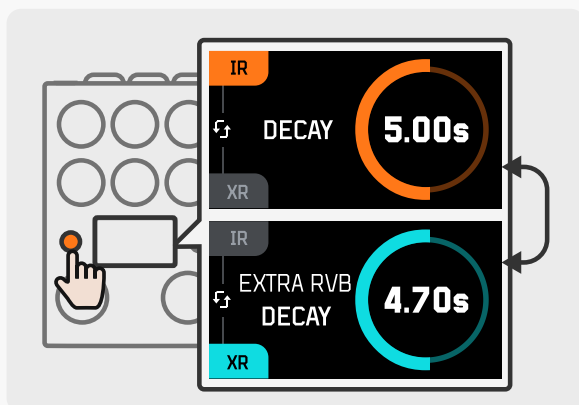 IR
DECAY
5.00s
XR
IR
EXTRA RVB
DECAY
4.70s
XR